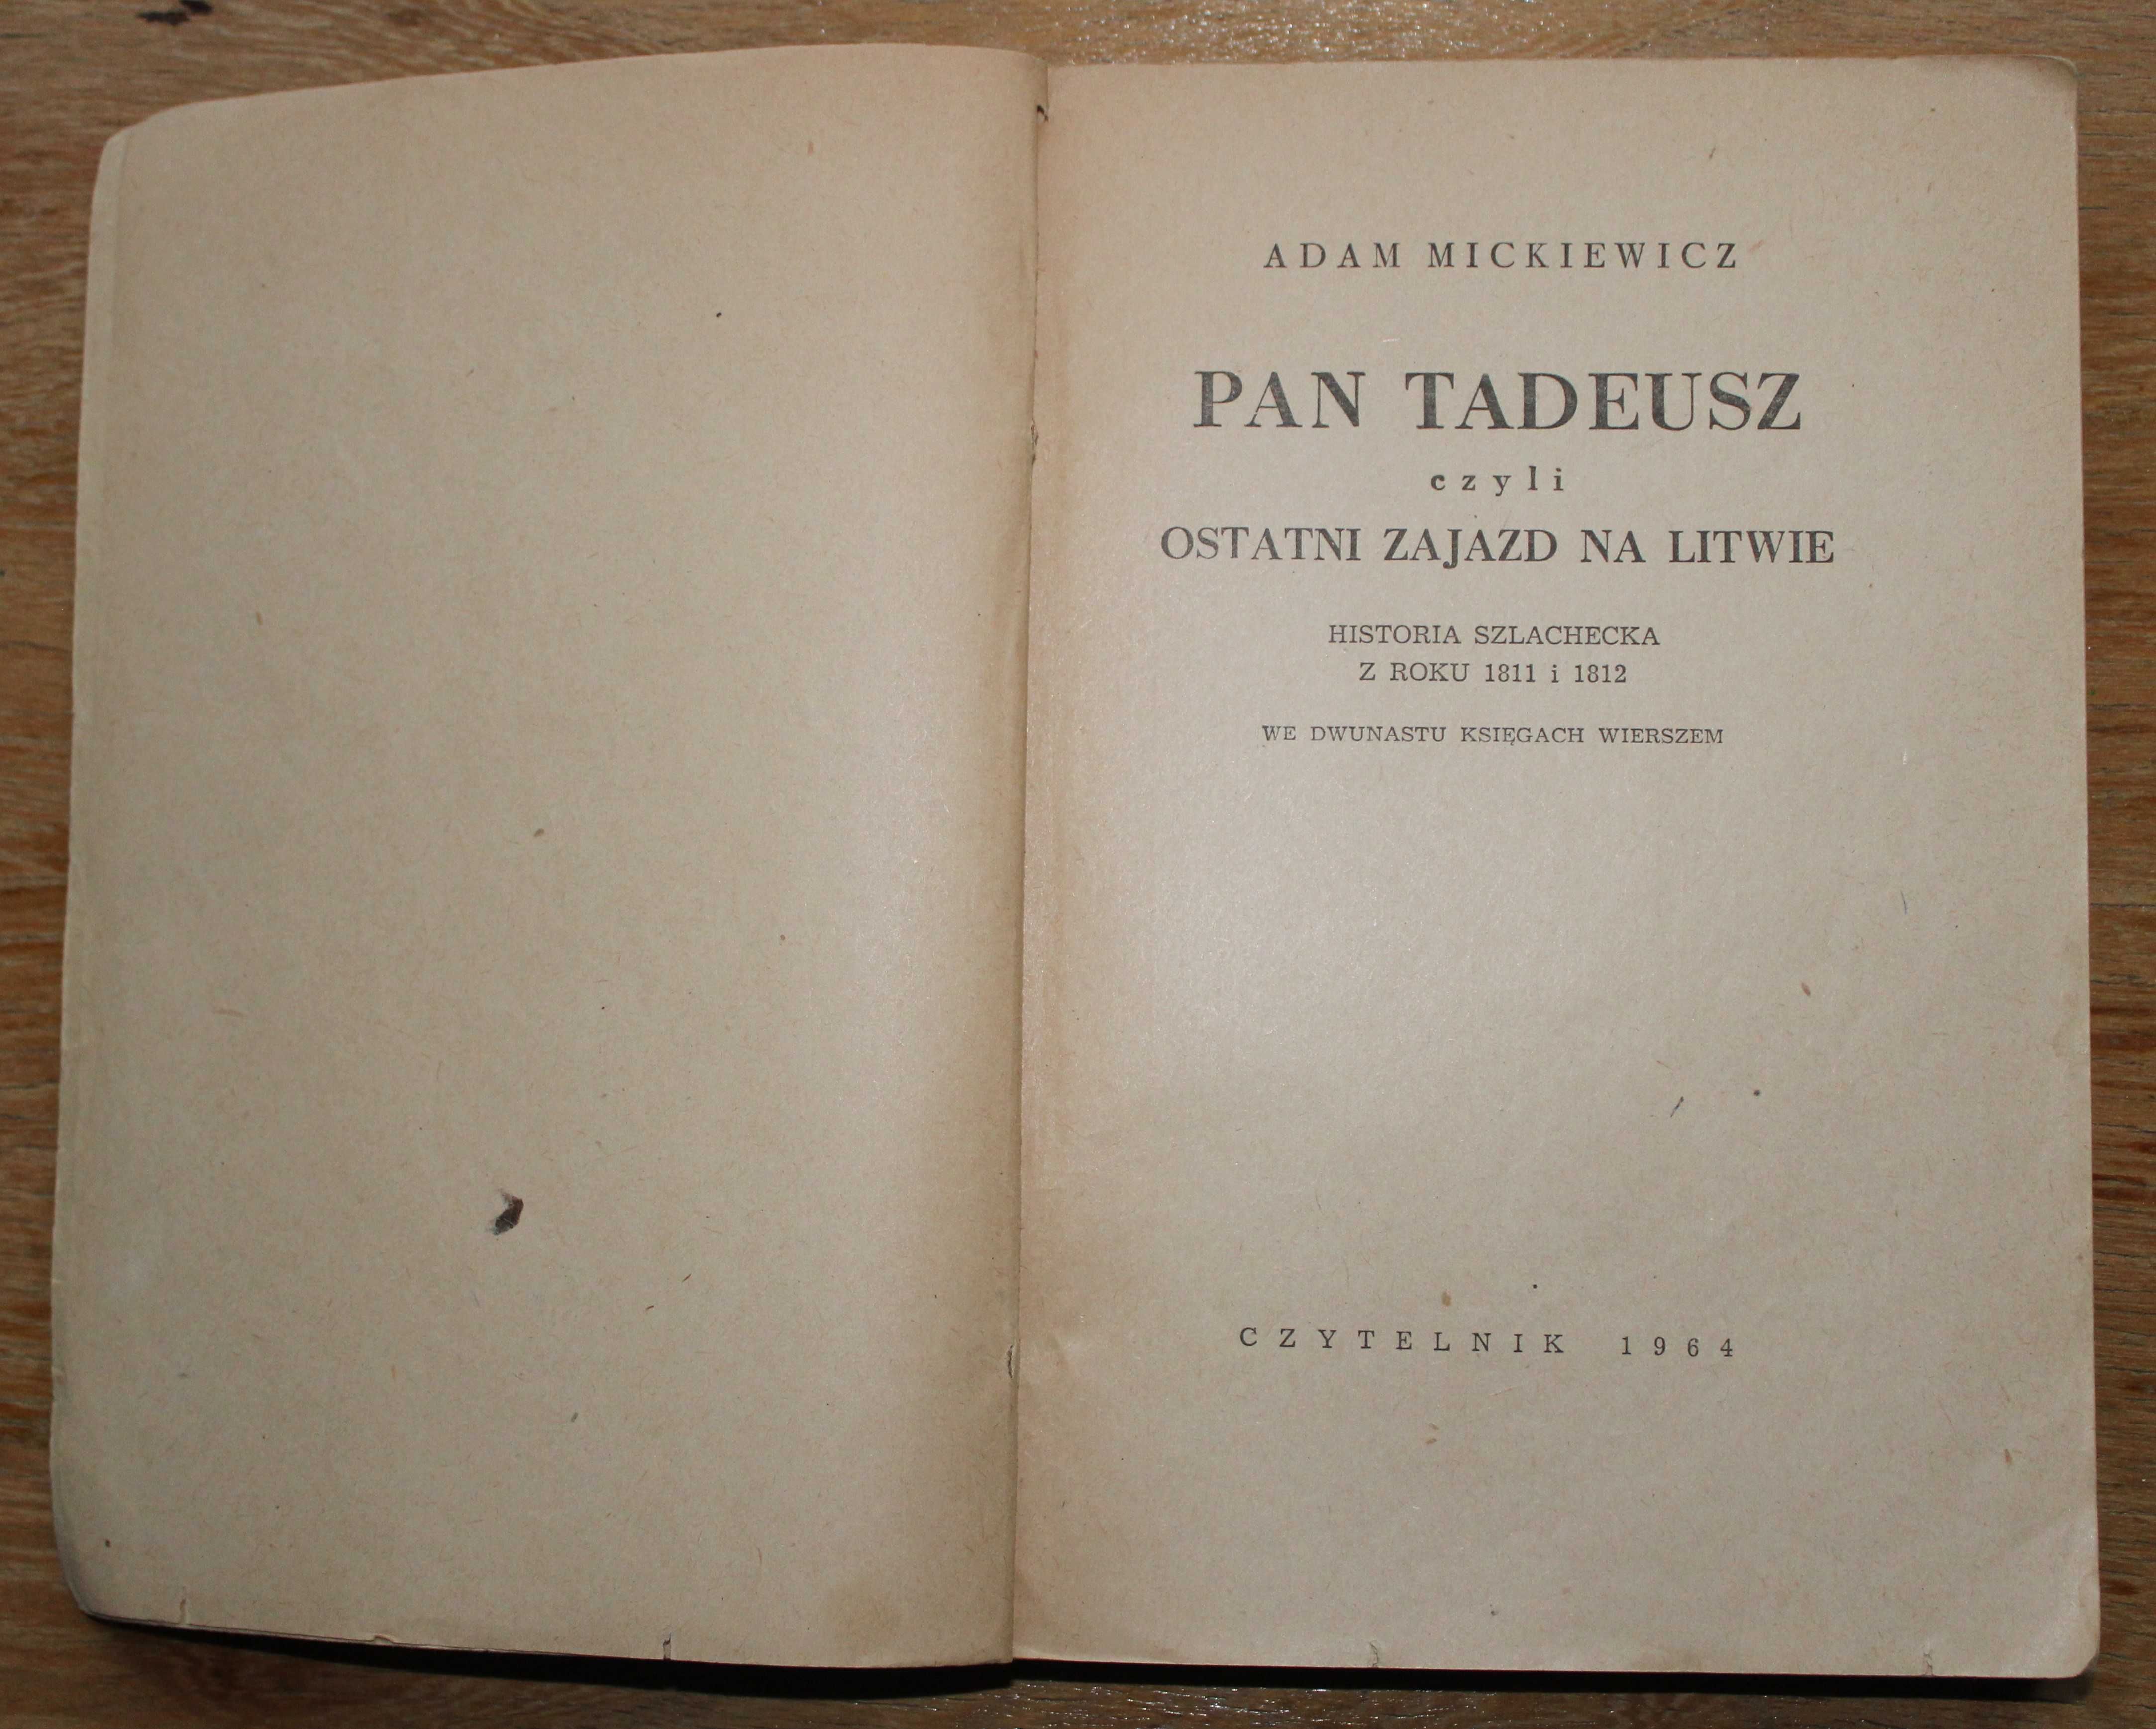 ADAM MICKIEWICZ
PAN TADEUSZ
czyli
OSTATNI ZAJAZD NA LITWIE
HISTORIA SZLACHECKA
Z ROKU 1811 i 1812
WE DWUNASTU KSIĘGACH WIERSZEM
CZYTELNIK 1964